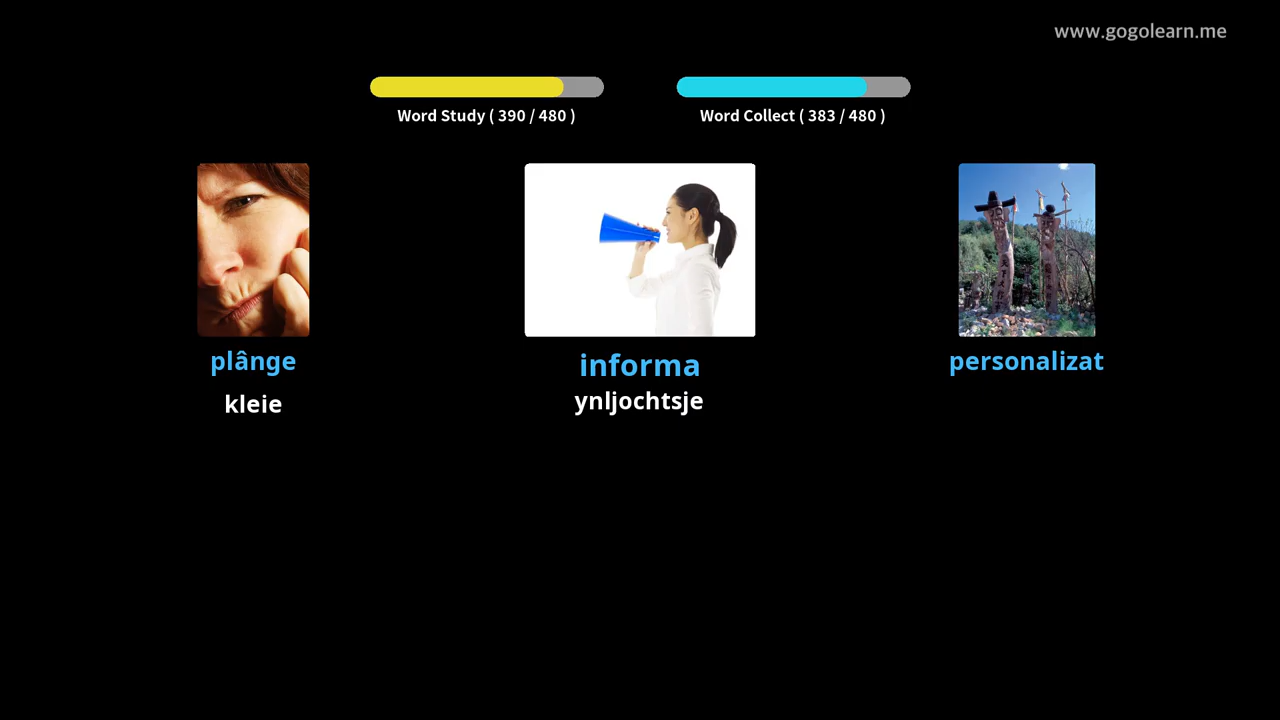 www.gogolearn.me
Word Study ( 390 / 480 )
Word Collect ( 383 / 480 )
plânge
kleie
informa
ynljochtsje
personalizat